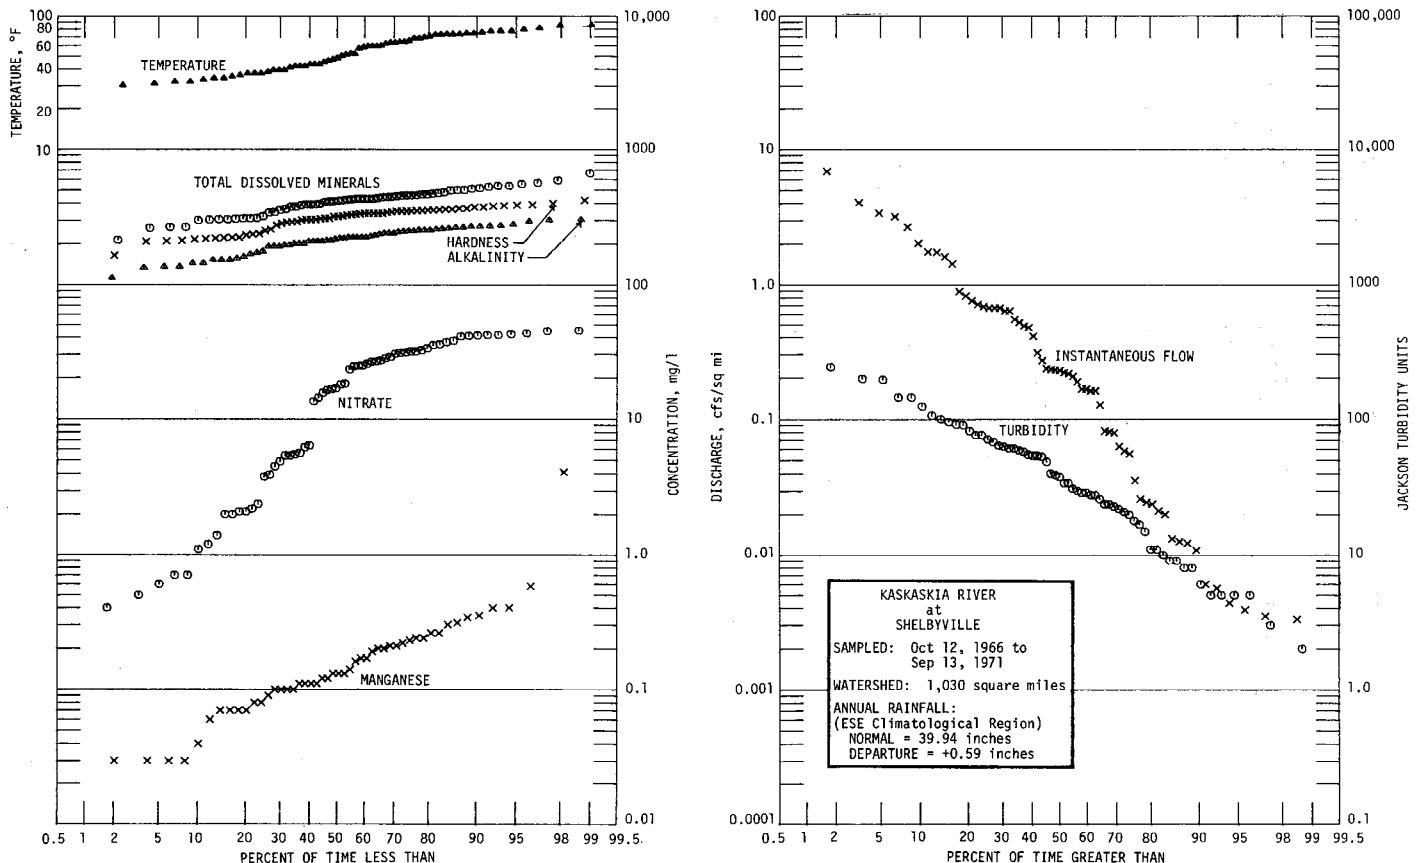 100
80
60
40
20
10
TEMPERATURE, °F
TEMPERATURE
TOTAL DISSOLVED MINERALS
HARDNESS
ALKALINITY
NITRATE
MANGANESE
10,000
1000
100
10
1.0
0.1
0.01
CONCENTRATION, mg/l
0.5 1 2 5 10 20 30 40 50 60 70 80 90 95 98 99 99.5
PERCENT OF TIME LESS THAN
100
10
1.0
0.1
0.01
0.001
0.0001
DISCHARGE, cfs/sq mi
INSTANTANEOUS FLOW
TURBIDITY
KASKASKIA RIVER
at
SHELBYVILLE
SAMPLED: Oct 12, 1966 to
Sep 13, 1971
WATERSHED: 1,030 square miles
ANNUAL RAINFALL:
(ESE Climatological Region)
NORMAL = 39.94 inches
DEPARTURE = +0.59 inches
100,000
10,000
1000
100
10
1.0
0.1
JACKSON TURBIDITY UNITS
0.5 1 2 5 10 20 30 40 50 60 70 80 90 95 98 99 99.5
PERCENT OF TIME GREATER THAN